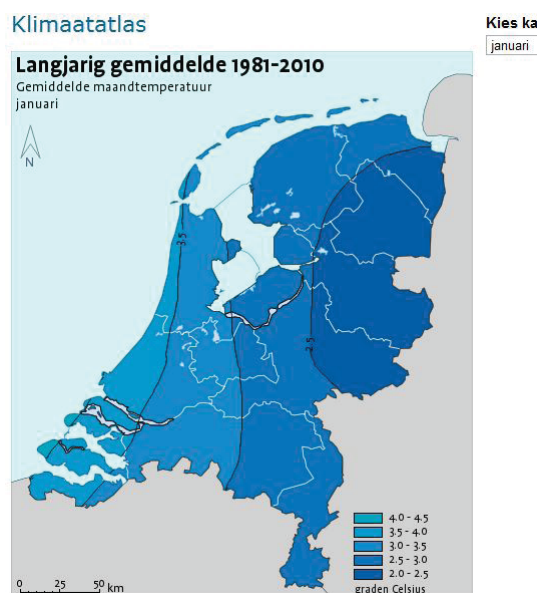 Klimaatatlas
Kies ka
januari
Langjarig gemiddelde 1981-2010
Gemiddelde maandtemperatuur
januari
N
3.5
2.5
4.0 - 4.5
3.5 - 4.0
3.0 - 3.5
2.5 - 3.0
2.0 - 2.5
graden Celsius
0 25 50 km